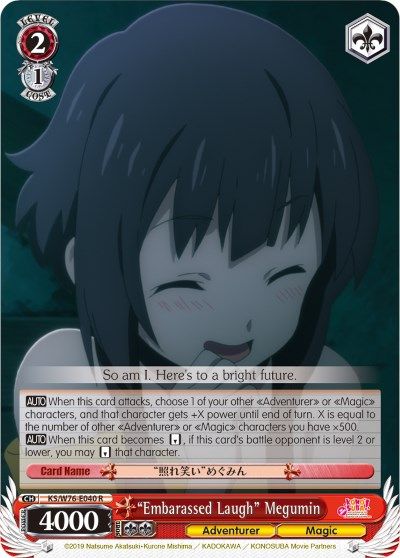 LEVEL
2
1
COST
So am I. Here's to a bright future.
AUTO When this card attacks, choose 1 of your other «Adventurer» or «Magic»
characters, and that character gets +X power until end of turn. X is equal to
the number of other «Adventurer» or «Magic» characters you have ×500.
AUTO When this card becomes , if this card's battle opponent is level 2 or
lower, you may that character.
Card Name
"照れ笑い"めぐみん
CH KS/W76-E040 R
POWER
4000
SOUL
"Embarassed Laugh" Megumin
Adventurer
Magic
©2019 Natsume Akatsuki・Kurone Mishima / KADOKAWA / KONOSUBA Movie Partners